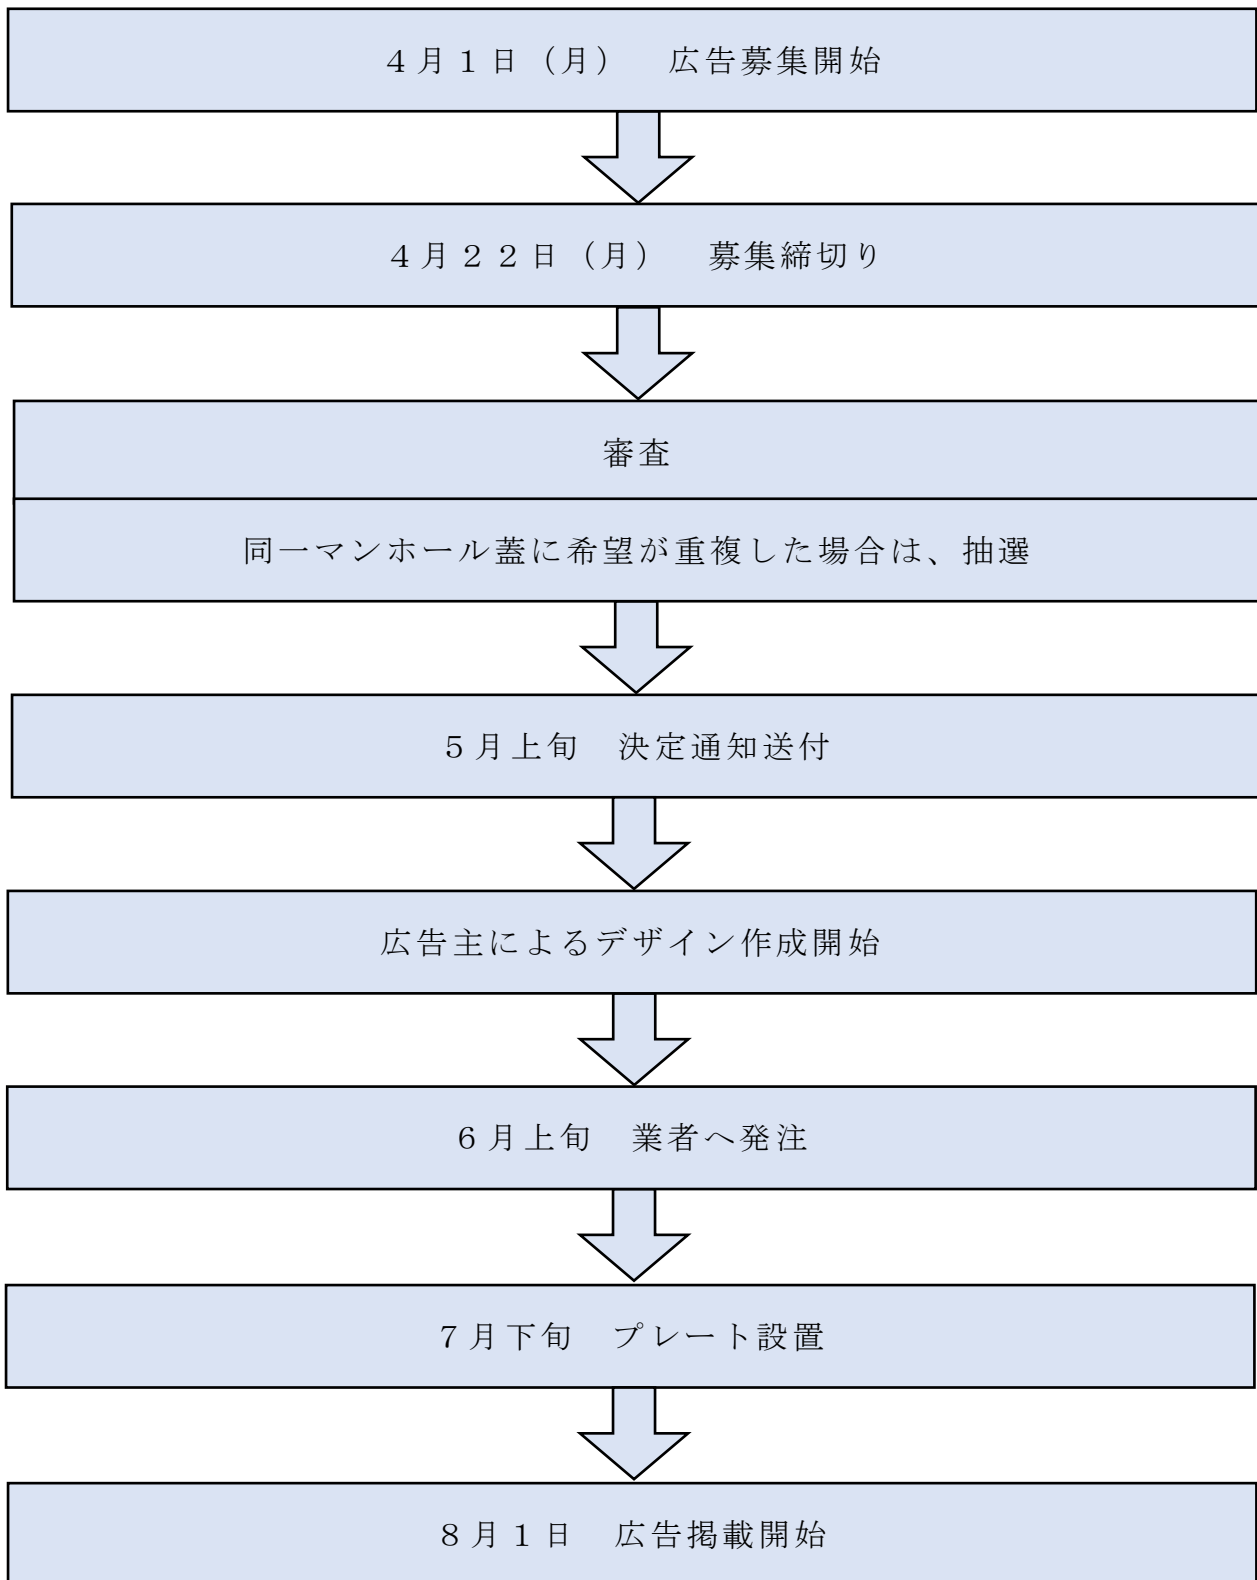 ４月１日（月）　広告募集開始
４月２２日（月）　募集締切り
審査
同一マンホール蓋に希望が重複した場合は、抽選
５月上旬　決定通知送付
広告主によるデザイン作成開始
６月上旬　業者へ発注
７月下旬　プレート設置
８月１日　広告掲載開始